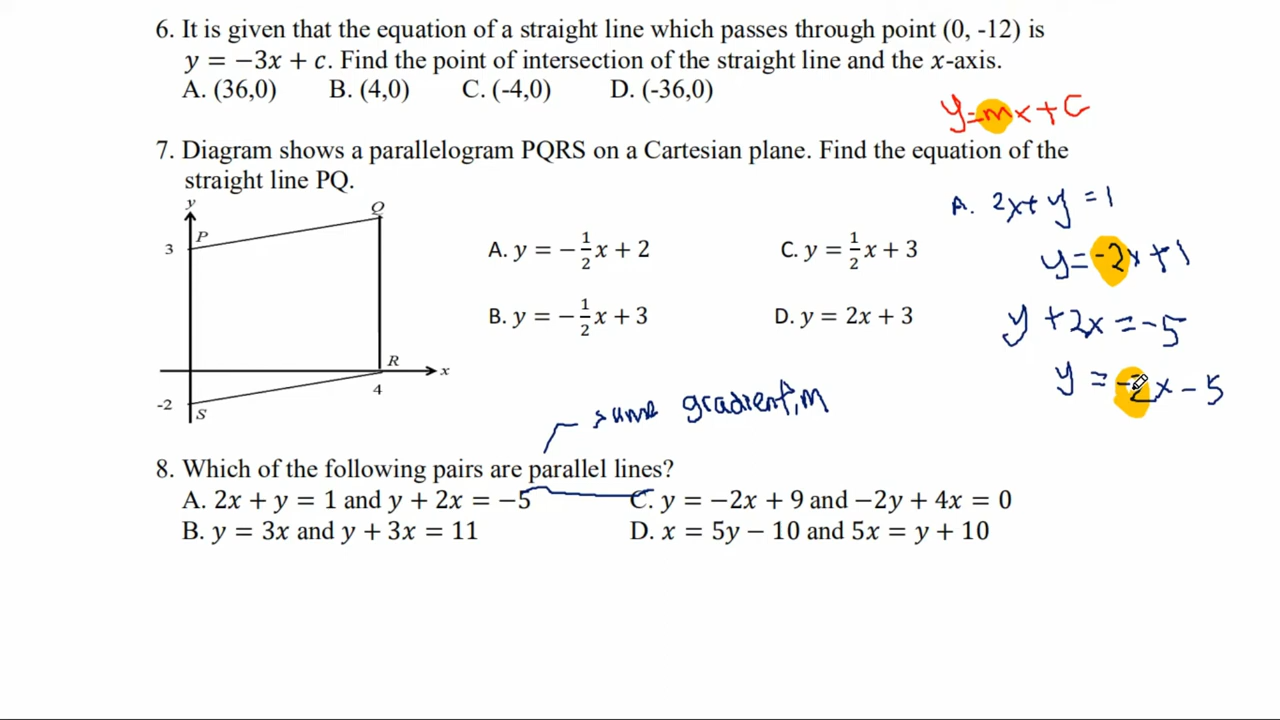 6. It is given that the equation of a straight line which passes through point (0, -12) is
y = −3x + c. Find the point of intersection of the straight line and the x-axis.
A. (36,0) B. (4,0) C. (-4,0) D. (-36,0)
y=mx+c
7. Diagram shows a parallelogram PQRS on a Cartesian plane. Find the equation of the
straight line PQ.
A. 2x+y=1
y
Q
P
3
A. y = −1/2x + 2 C. y = 1/2x + 3
y=-2x+1
B. y = −1/2x + 3 D. y = 2x + 3
y+2x=-5
R
x
4
y=-2x-5
-2
S
same gradient, m
8. Which of the following pairs are parallel lines?
A. 2x + y = 1 and y + 2x = −5 C. y = −2x + 9 and −2y + 4x = 0
B. y = 3x and y + 3x = 11 D. x = 5y − 10 and 5x = y + 10